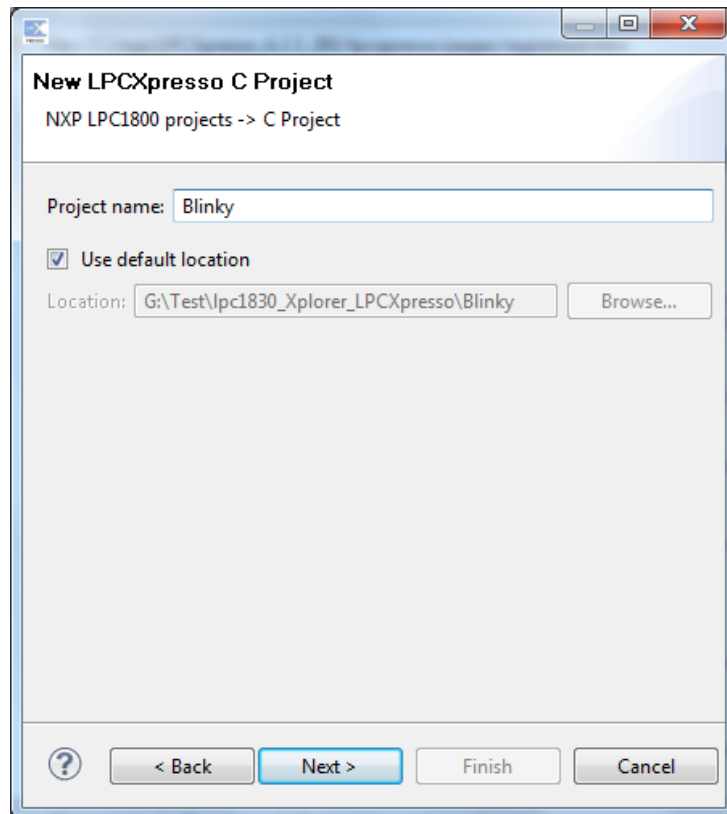 New LPCXpresso C Project
NXP LPC1800 projects -> C Project
Project name: Blinky
Use default location
Location: G:\Test\lpc1830_Xplorer_LPCXpresso\Blinky Browse...
? < Back Next > Finish Cancel